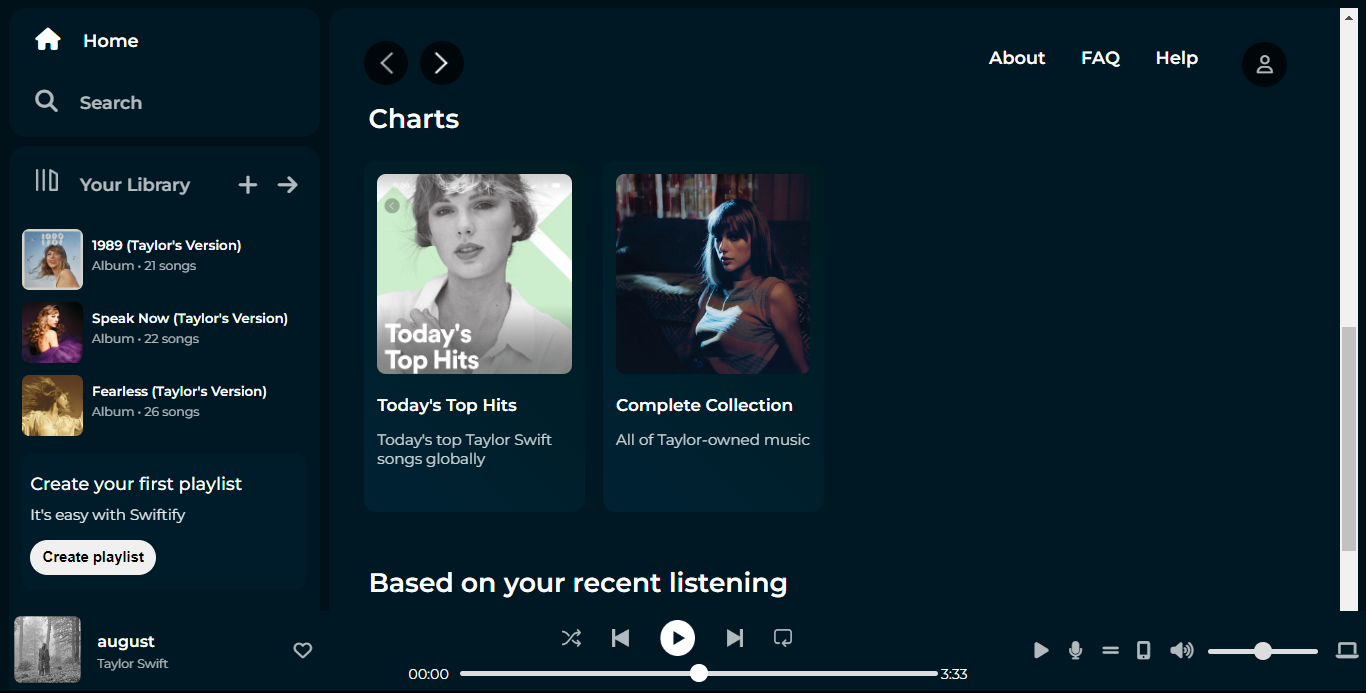 Home
Search
Your Library
1989 (Taylor's Version)
Album • 21 songs
Speak Now (Taylor's Version)
Album • 22 songs
Fearless (Taylor's Version)
Album • 26 songs
Create your first playlist
It's easy with Swiftify
Create playlist
About FAQ Help
Charts
Today's
Top Hits
Today's Top Hits
Today's top Taylor Swift
songs globally
Complete Collection
All of Taylor-owned music
Based on your recent listening
august
Taylor Swift
00:00
3:33